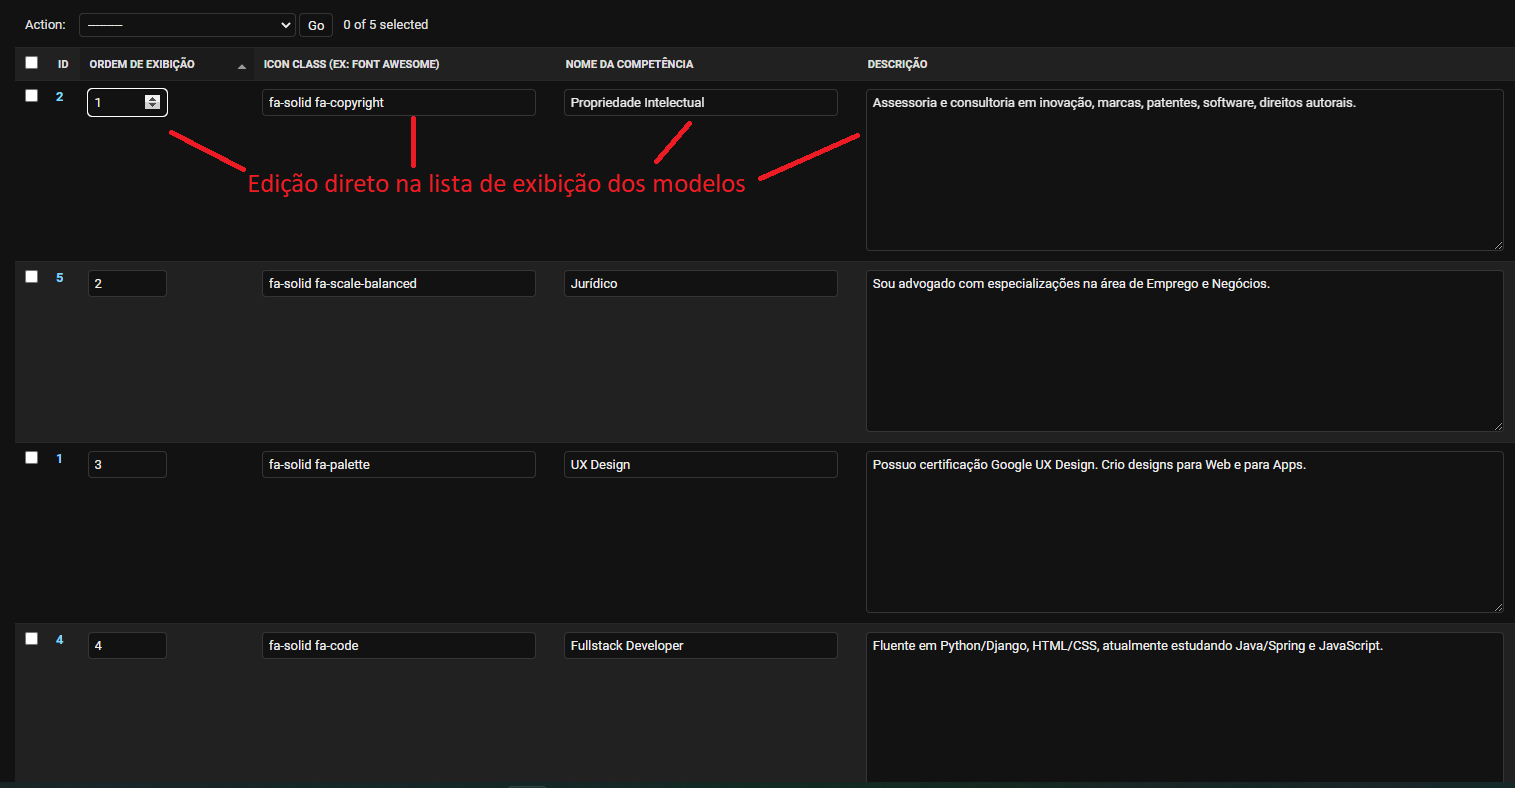 Action: --------- Go 0 of 5 selected
ID ORDEM DE EXIBIÇÃO ICON CLASS (EX: FONT AWESOME) NOME DA COMPETÊNCIA DESCRIÇÃO
2 1 fa-solid fa-copyright Propriedade Intelectual Assessoria e consultoria em inovação, marcas, patentes, software, direitos autorais.
Edição direto na lista de exibição dos modelos
5 2 fa-solid fa-scale-balanced Jurídico Sou advogado com especializações na área de Emprego e Negócios.
1 3 fa-solid fa-palette UX Design Possuo certificação Google UX Design. Crio designs para Web e para Apps.
4 4 fa-solid fa-code Fullstack Developer Fluente em Python/Django, HTML/CSS, atualmente estudando Java/Spring e JavaScript.